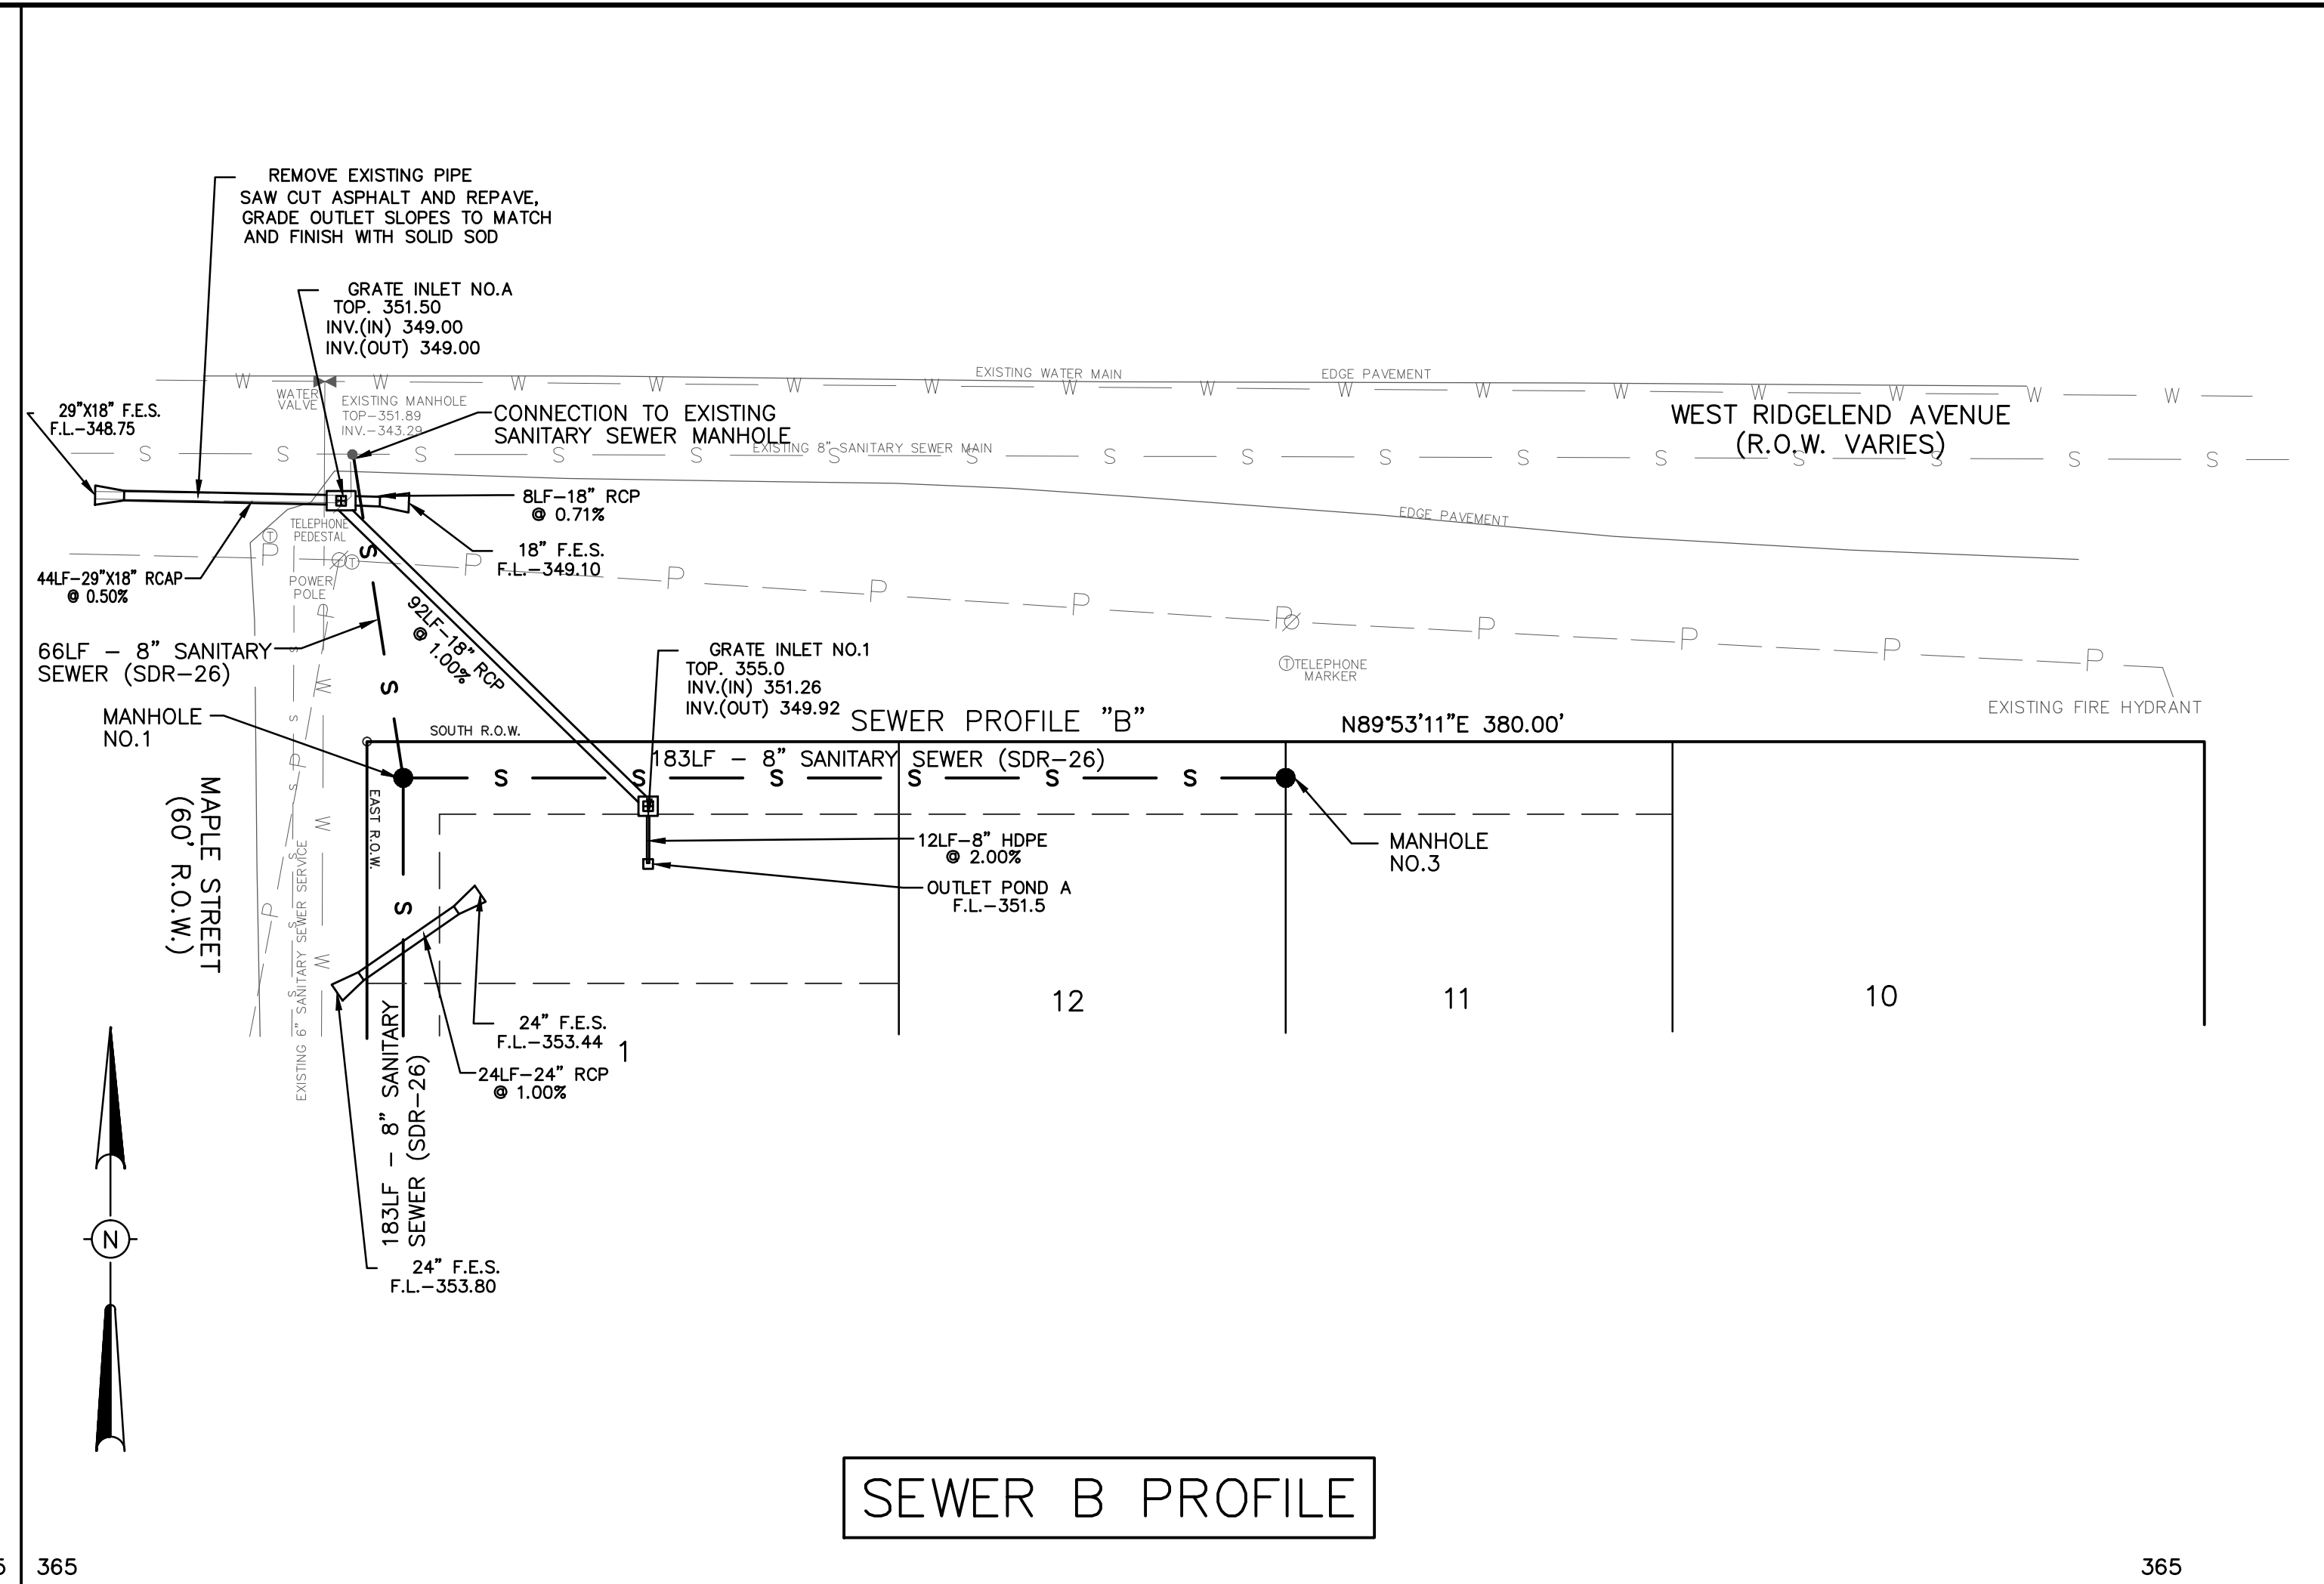 REMOVE EXISTING PIPE
SAW CUT ASPHALT AND REPAVE,
GRADE OUTLET SLOPES TO MATCH
AND FINISH WITH SOLID SOD
GRATE INLET NO.A
TOP. 351.50
INV.(IN) 349.00
INV.(OUT) 349.00
EXISTING WATER MAIN
EDGE PAVEMENT
W W W W W W W W W W W W W W W
WATER
VALVE
EXISTING MANHOLE
TOP-351.89
INV.-343.29
29"X18" F.E.S.
F.L.-348.75
CONNECTION TO EXISTING
SANITARY SEWER MANHOLE
WEST RIDGELEND AVENUE
(R.O.W. VARIES)
EXISTING 8" SANITARY SEWER MAIN
S S S S S S S S S S S S S S S S
8LF-18" RCP
@ 0.71%
EDGE PAVEMENT
TELEPHONE
PEDESTAL
T
T
18" F.E.S.
F.L.-349.10
P P P P P P P P P P
44LF-29"X18" RCAP
@ 0.50%
POWER
POLE
92LF-18" RCP
@ 1.00%
66LF - 8" SANITARY
SEWER (SDR-26)
S
S
GRATE INLET NO.1
TOP. 355.0
INV.(IN) 351.26
INV.(OUT) 349.92
T TELEPHONE
MARKER
EXISTING FIRE HYDRANT
MANHOLE
NO.1
SOUTH R.O.W.
SEWER PROFILE "B"
N89°53'11"E 380.00'
183LF - 8" SANITARY SEWER (SDR-26)
S S S S S S
MAPLE STREET
(60' R.O.W.)
EAST R.O.W.
P
P
P
S
S
S
S
S
S
W
W
W
EXISTING 6" SANITARY SEWER SERVICE
12LF-8" HDPE
@ 2.00%
MANHOLE
NO.3
OUTLET POND A
F.L.-351.5
S
12
11
10
24" F.E.S.
F.L.-353.44
1
24LF-24" RCP
@ 1.00%
183LF - 8" SANITARY
SEWER (SDR-26)
N
24" F.E.S.
F.L.-353.80
SEWER B PROFILE
5
365
365